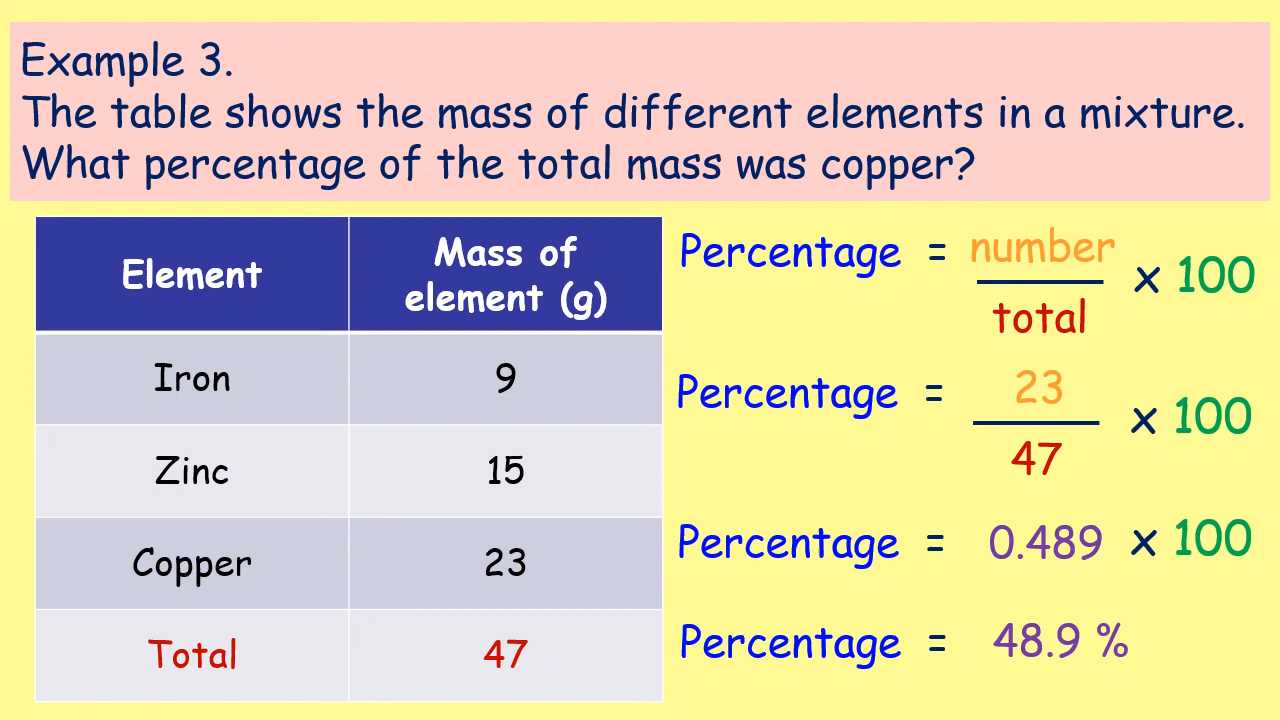 Example 3.
The table shows the mass of different elements in a mixture.
What percentage of the total mass was copper?
Element
Mass of
element (g)
Iron 9
Zinc 15
Copper 23
Total 47
Percentage = number
total
x 100
Percentage = 23
47
x 100
Percentage = 0.489 x 100
Percentage = 48.9 %